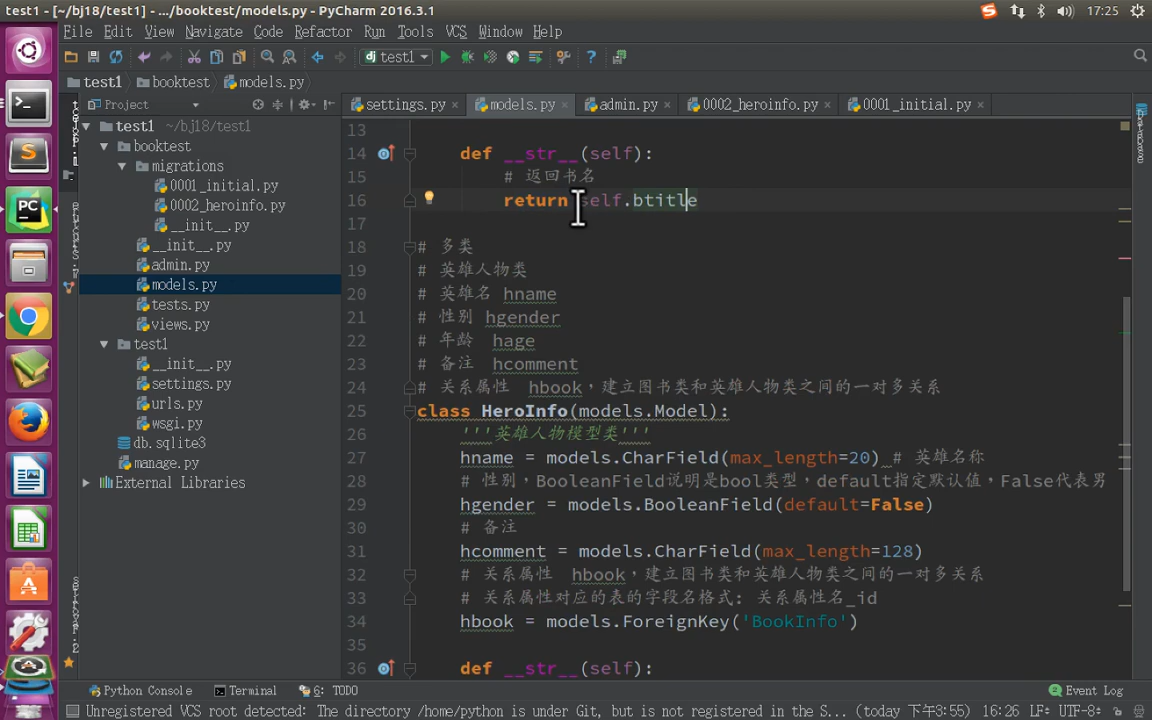 test1 - [~/bj18/test1] - .../booktest/models.py - PyCharm 2016.3.1
17:25
File Edit View Navigate Code Refactor Run Tools VCS Window Help
dj test1
test1 booktest models.py
Project
settings.py models.py admin.py 0002_heroinfo.py 0001_initial.py
test1 ~/bj18/test1
booktest
migrations
0001_initial.py
0002_heroinfo.py
__init__.py
__init__.py
admin.py
models.py
tests.py
views.py
test1
__init__.py
settings.py
urls.py
wsgi.py
db.sqlite3
manage.py
External Libraries
13
14 def __str__(self):
15 # 返回书名
16 return self.btitle
17
18 # 多类
19 # 英雄人物类
20 # 英雄名 hname
21 # 性别 hgender
22 # 年龄 hage
23 # 备注 hcomment
24 # 关系属性 hbook，建立图书类和英雄人物类之间的一对多关系
25 class HeroInfo(models.Model):
26 '''英雄人物模型类'''
27 hname = models.CharField(max_length=20) # 英雄名称
28 # 性别，BooleanField说明是bool类型，default指定默认值，False代表男
29 hgender = models.BooleanField(default=False)
30 # 备注
31 hcomment = models.CharField(max_length=128)
32 # 关系属性 hbook，建立图书类和英雄人物类之间的一对多关系
33 # 关系属性对应的表的字段名格式: 关系属性名_id
34 hbook = models.ForeignKey('BookInfo')
35
36 def __str__(self):
Python Console Terminal 6: TODO Event Log
Unregistered VCS root detected: The directory /home/python is under Git, but is not registered in the S... (today 下午3:55) 16:26 LF÷ UTF-8÷